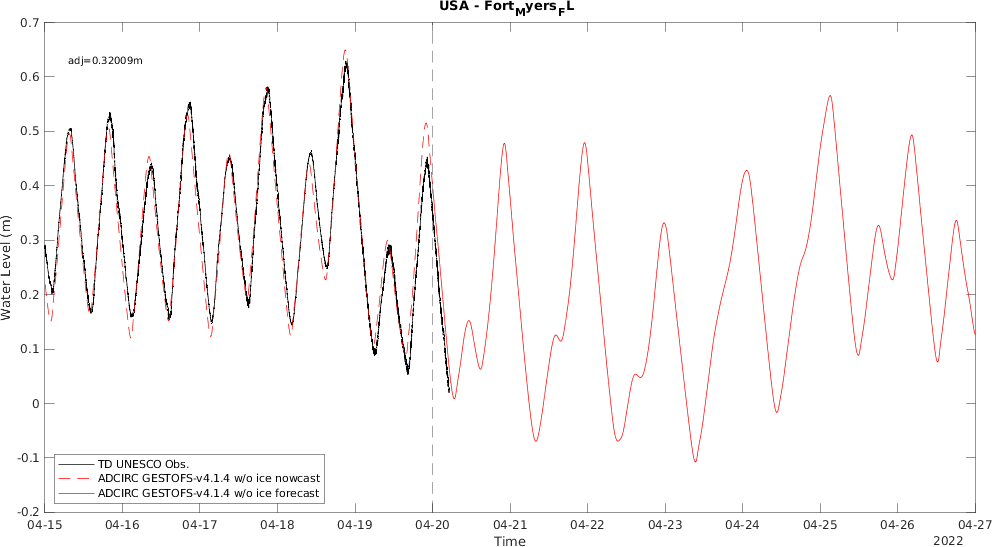 USA - FortMyersFL
adj=0.32009m
0.7
0.6
0.5
0.4
0.3
0.2
0.1
0
-0.1
-0.2
Water Level (m)
TD UNESCO Obs.
ADCIRC GESTOFS-v4.1.4 w/o ice nowcast
ADCIRC GESTOFS-v4.1.4 w/o ice forecast
04-15 04-16 04-17 04-18 04-19 04-20 04-21 04-22 04-23 04-24 04-25 04-26 04-27
Time
2022